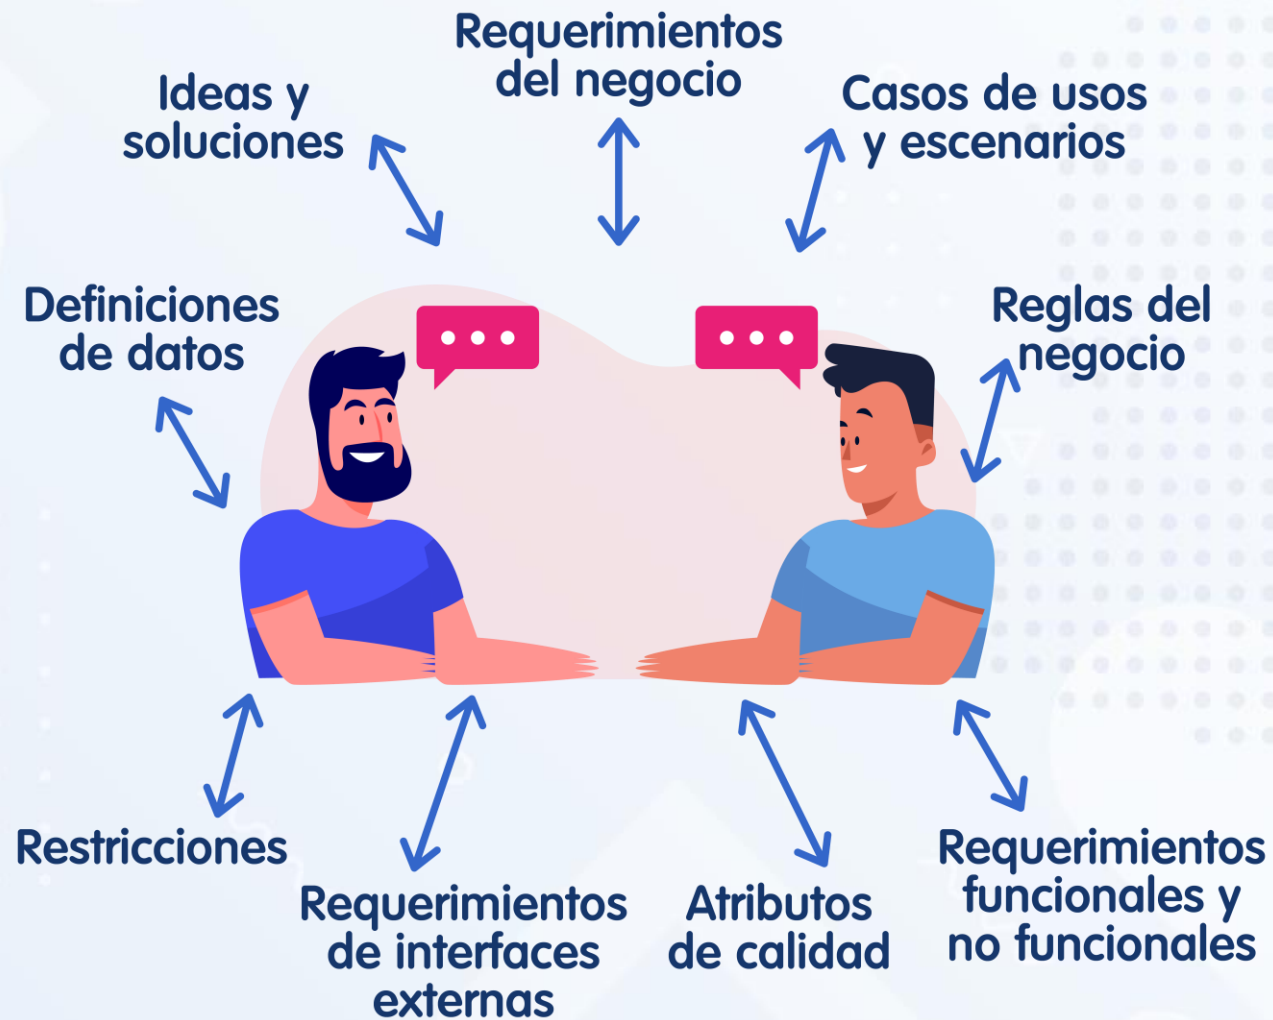 Requerimientos
del negocio
Ideas y
soluciones
Casos de usos
y escenarios
Definiciones
de datos
Reglas del
negocio
Restricciones
Requerimientos
de interfaces
externas
Atributos
de calidad
Requerimientos
funcionales y
no funcionales